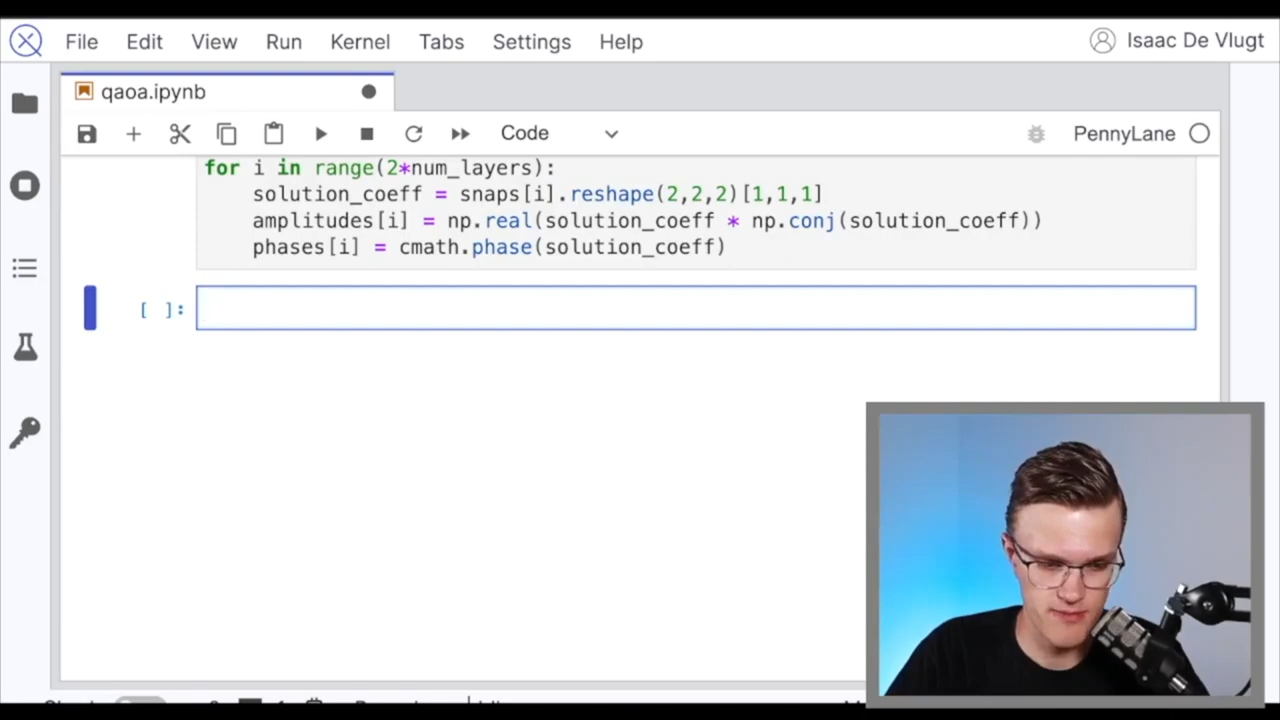 File Edit View Run Kernel Tabs Settings Help Isaac De Vlugt
qaoa.ipynb
Code PennyLane
for i in range(2*num_layers):
solution_coeff = snaps[i].reshape(2,2,2)[1,1,1]
amplitudes[i] = np.real(solution_coeff * np.conj(solution_coeff))
phases[i] = cmath.phase(solution_coeff)
[ ]: